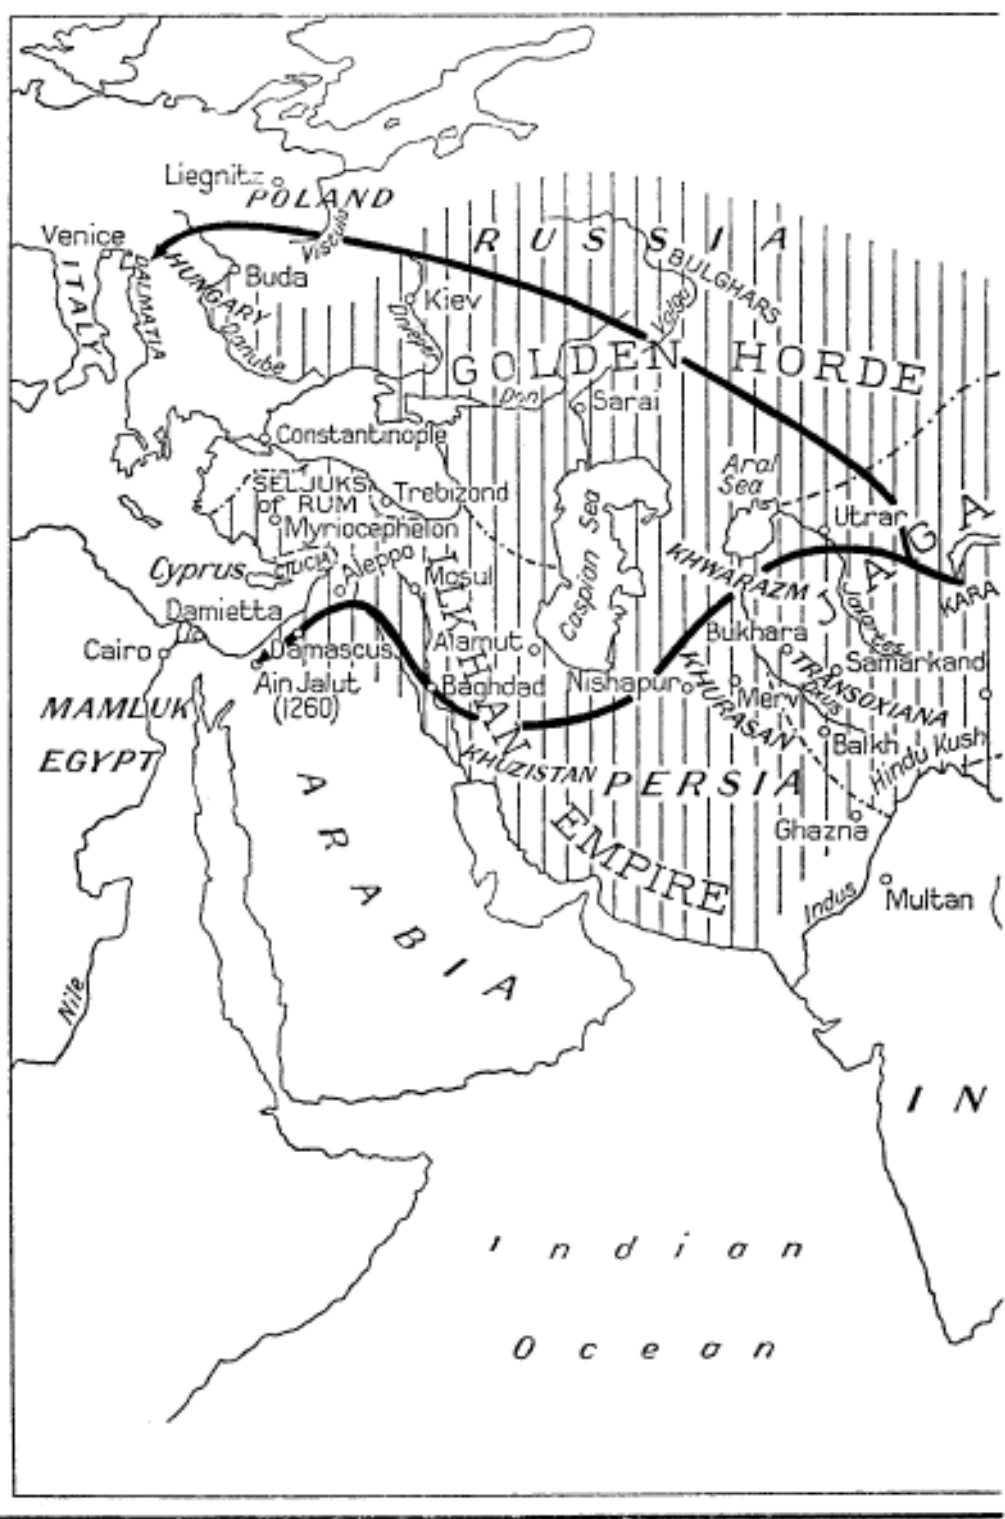 Liegnitz
POLAND
Vistula
RUSSIA
BULGHARS
Volga
Venice
ITALY
DALMATIA
HUNGARY
Buda
Danube
Kiev
Dnieper
GOLDEN HORDE
Don
Sarai
Constantinople
Aral
Sea
SELJUKS
of RUM
Trebizond
Utrar
Myriocephelon
Caspian Sea
KHWARAZM
JAGA
KARA
Cyprus
CILICIA
Aleppo
Mosul
Jaxartes
Damietta
Cairo
Damascus
Alamut
Bukhara
Samarkand
Ain Jalut
(1260)
Baghdad
Nishapur
Merv
TRANSOXIANA
Oxus
KHURASAN
Balkh
Hindu Kush
MAMLUK
EGYPT
ILKHAN
EMPIRE
KHUZISTAN
PERSIA
Ghazna
ARABIA
Indus
Multan
Nile
IN
Indian
Ocean